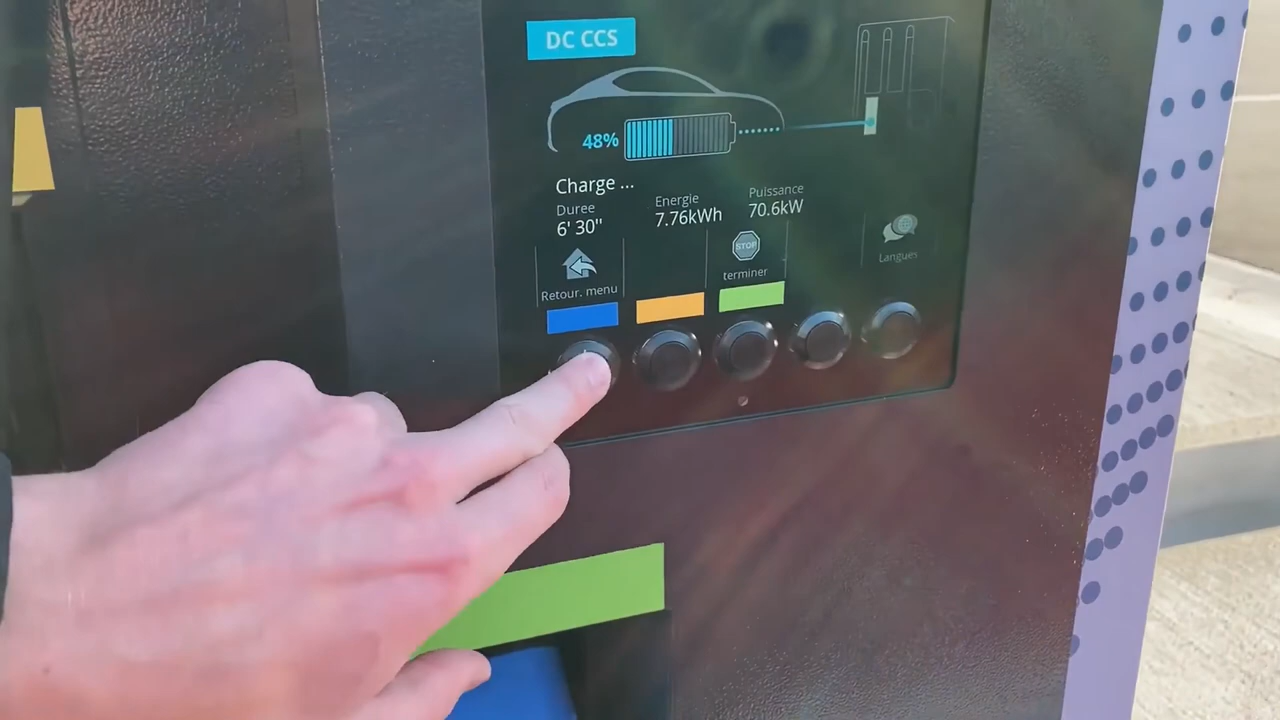 DC CCS
48%
Charge ...
Duree
6' 30"
Energie
7.76kWh
Puissance
70.6kW
Retour. menu
STOP
terminer
Langues